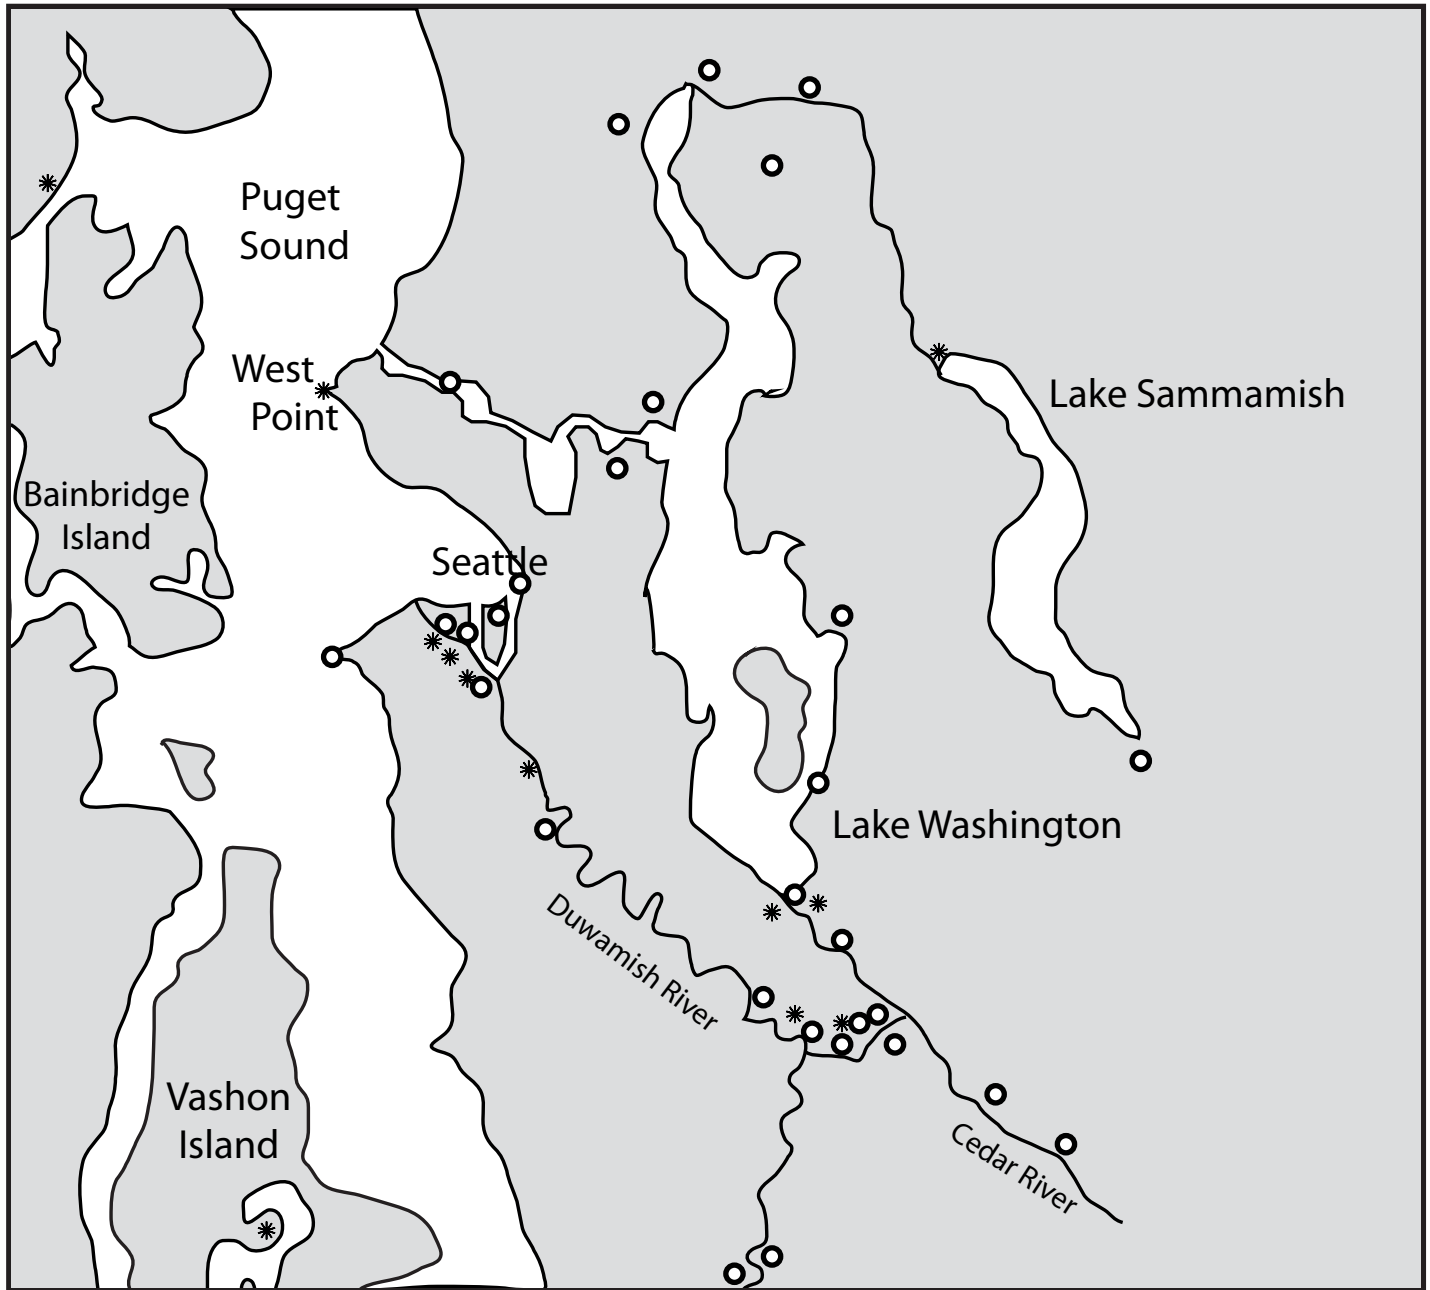 Puget
Sound
West
Point
Lake Sammamish
Bainbridge
Island
Seattle
Lake Washington
Duwamish River
Vashon
Island
Cedar River